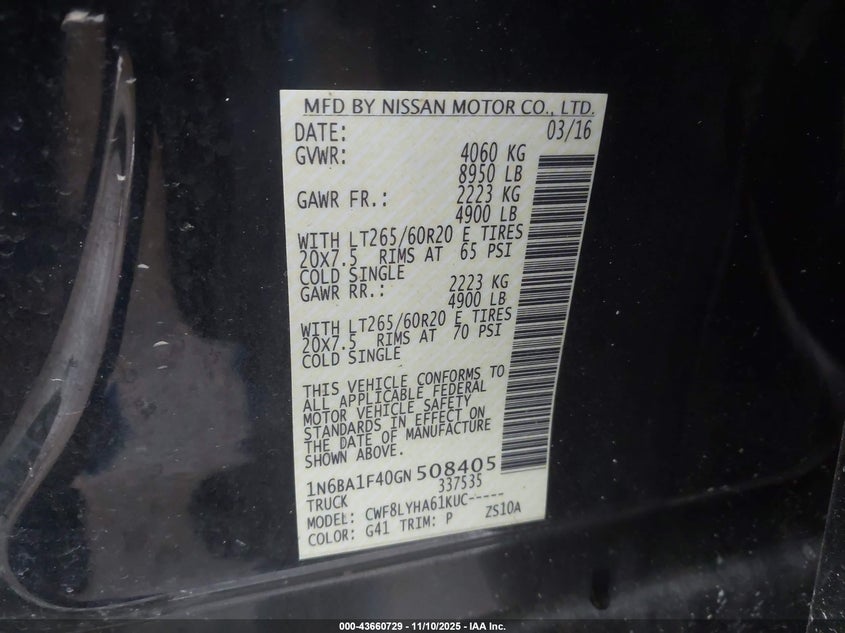 MFD BY NISSAN MOTOR CO., LTD.
DATE: 03/16
GVWR: 4060 KG
8950 LB
GAWR FR.: 2223 KG
4900 LB
WITH LT265/60R20 E TIRES
20X7.5 RIMS AT 65 PSI
COLD SINGLE
GAWR RR.: 2223 KG
4900 LB
WITH LT265/60R20 E TIRES
20X7.5 RIMS AT 70 PSI
COLD SINGLE
THIS VEHICLE CONFORMS TO
ALL APPLICABLE FEDERAL
MOTOR VEHICLE SAFETY
STANDARDS IN EFFECT ON
THE DATE OF MANUFACTURE
SHOWN ABOVE.
1N6BA1F40GN508405
TRUCK 337535
MODEL: CWF8LYHA61KUC-----
COLOR: G41 TRIM: P ZS10A
000-43660729 - 11/10/2025 - IAA Inc.